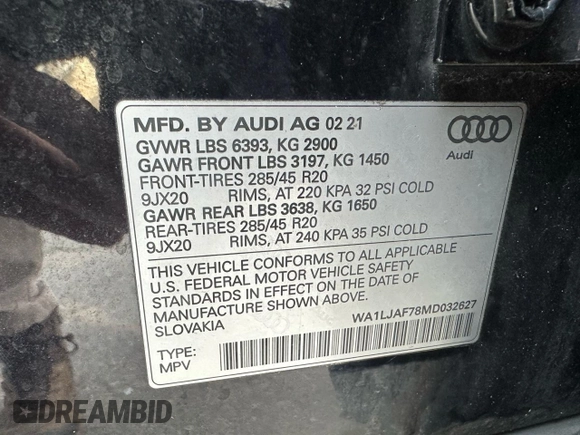 MFD. BY AUDI AG 02 21
GVWR LBS 6393, KG 2900
GAWR FRONT LBS 3197, KG 1450
FRONT-TIRES 285/45 R20
9JX20 RIMS, AT 220 KPA 32 PSI COLD
GAWR REAR LBS 3638, KG 1650
REAR-TIRES 285/45 R20
9JX20 RIMS, AT 240 KPA 35 PSI COLD
Audi
THIS VEHICLE CONFORMS TO ALL APPLICABLE
U.S. FEDERAL MOTOR VEHICLE SAFETY
STANDARDS IN EFFECT ON THE DATE OF
MANUFACTURE SHOWN ABOVE.
SLOVAKIA
WA1LJAF78MD032627
TYPE:
MPV
DREAMBID